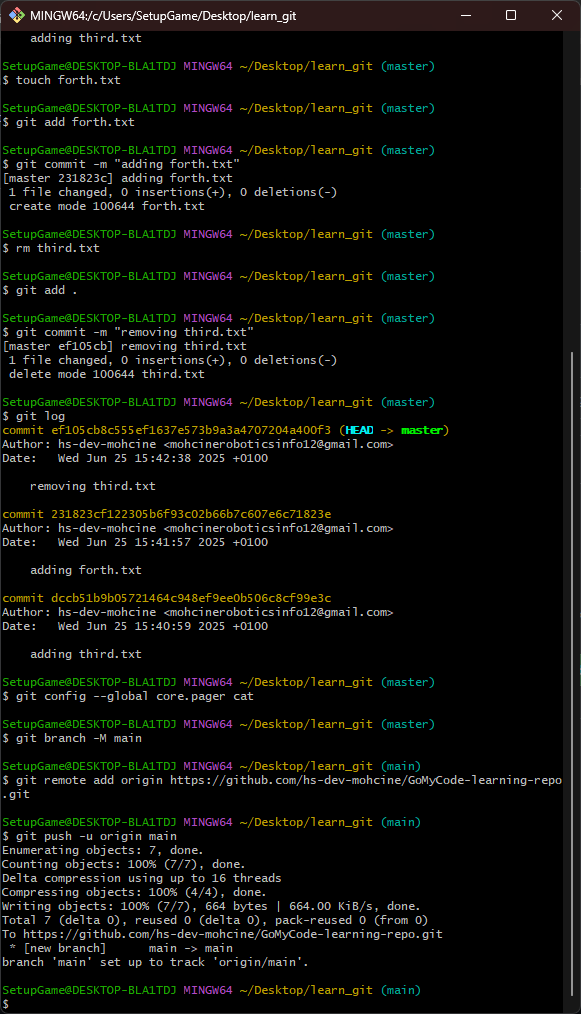 MINGW64:/c/Users/SetupGame/Desktop/learn_git
    adding third.txt
SetupGame@DESKTOP-BLA1TDJ MINGW64 ~/Desktop/learn_git (master)
$ touch forth.txt
SetupGame@DESKTOP-BLA1TDJ MINGW64 ~/Desktop/learn_git (master)
$ git add forth.txt
SetupGame@DESKTOP-BLA1TDJ MINGW64 ~/Desktop/learn_git (master)
$ git commit -m "adding forth.txt"
[master 231823c] adding forth.txt
 1 file changed, 0 insertions(+), 0 deletions(-)
 create mode 100644 forth.txt
SetupGame@DESKTOP-BLA1TDJ MINGW64 ~/Desktop/learn_git (master)
$ rm third.txt
SetupGame@DESKTOP-BLA1TDJ MINGW64 ~/Desktop/learn_git (master)
$ git add .
SetupGame@DESKTOP-BLA1TDJ MINGW64 ~/Desktop/learn_git (master)
$ git commit -m "removing third.txt"
[master ef105cb] removing third.txt
 1 file changed, 0 insertions(+), 0 deletions(-)
 delete mode 100644 third.txt
SetupGame@DESKTOP-BLA1TDJ MINGW64 ~/Desktop/learn_git (master)
$ git log
commit ef105cb8c555ef1637e573b9a3a4707204a400f3 (HEAD -> master)
Author: hs-dev-mohcine <mohcineroboticsinfo12@gmail.com>
Date:   Wed Jun 25 15:42:38 2025 +0100
    removing third.txt
commit 231823cf122305b6f93c02b66b7c607e6c71823e
Author: hs-dev-mohcine <mohcineroboticsinfo12@gmail.com>
Date:   Wed Jun 25 15:41:57 2025 +0100
    adding forth.txt
commit dccb51b9b05721464c948ef9ee0b506c8cf99e3c
Author: hs-dev-mohcine <mohcineroboticsinfo12@gmail.com>
Date:   Wed Jun 25 15:40:59 2025 +0100
    adding third.txt
SetupGame@DESKTOP-BLA1TDJ MINGW64 ~/Desktop/learn_git (master)
$ git config --global core.pager cat
SetupGame@DESKTOP-BLA1TDJ MINGW64 ~/Desktop/learn_git (master)
$ git branch -M main
SetupGame@DESKTOP-BLA1TDJ MINGW64 ~/Desktop/learn_git (main)
$ git remote add origin https://github.com/hs-dev-mohcine/GoMyCode-learning-repo
.git
SetupGame@DESKTOP-BLA1TDJ MINGW64 ~/Desktop/learn_git (main)
$ git push -u origin main
Enumerating objects: 7, done.
Counting objects: 100% (7/7), done.
Delta compression using up to 16 threads
Compressing objects: 100% (4/4), done.
Writing objects: 100% (7/7), 664 bytes | 664.00 KiB/s, done.
Total 7 (delta 0), reused 0 (delta 0), pack-reused 0 (from 0)
To https://github.com/hs-dev-mohcine/GoMyCode-learning-repo.git
 * [new branch]      main -> main
branch 'main' set up to track 'origin/main'.
SetupGame@DESKTOP-BLA1TDJ MINGW64 ~/Desktop/learn_git (main)
$